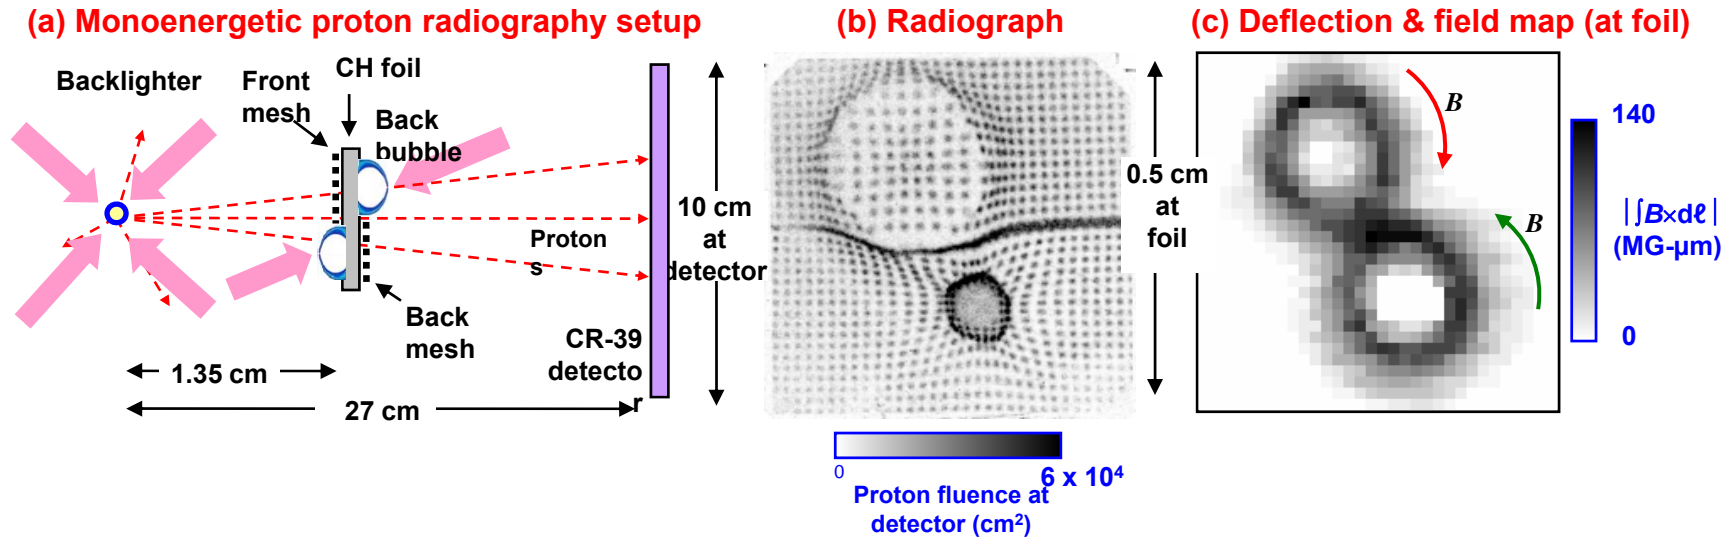 (a) Monoenergetic proton radiography setup
Backlighter
Front
mesh
CH foil
Back
bubble
Proton
s
Back
mesh
CR-39
detecto
r
10 cm
at
detector
1.35 cm
27 cm
(b) Radiograph
0.5 cm
at
foil
0
6 x 10⁴
Proton fluence at
detector (cm²)
(c) Deflection & field map (at foil)
B
B
140
|∫B×dℓ|
(MG-µm)
0